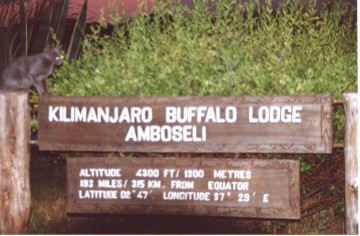 KILIMANJARO BUFFALO LODGE
AMBOSELI
ALTITUDE 4300 FT/ 1300 METRES
193 MILES/ 315 KM. FROM EQUATOR
LATITUDE 02° 47′. LONGITUDE 37° 29′ E